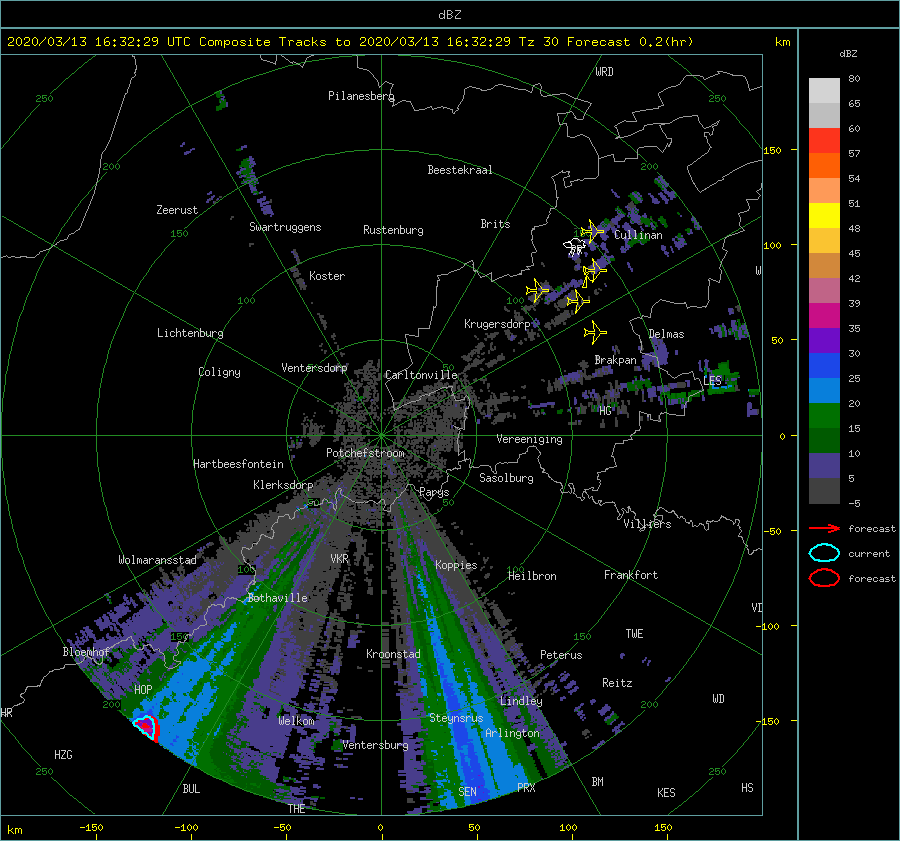 dBZ
2020/03/13 16:32:29 UTC Composite Tracks to 2020/03/13 16:32:29 Tz 30 Forecast 0.2(hr)
km
dBZ
WRD
80
Pilanesberg
250
250
65
60
150
57
200
200
Beestekraal
54
Zeerust
51
Swartruggens
Rustenburg
Brits
150
Cullinan
48
100
45
Koster
W
42
100
100
39
Krugersdorp
35
Lichtenburg
Delmas
50
30
Coligny
Ventersdorp
Carltonville
Brakpan
LES
25
HG
20
Vereeniging
0
15
Potchefstroom
Hartbeesfontein
10
Klerksdorp
Sasolburg
5
Parys
50
50
-5
Villiers
-50
forecast
Wolmaransstad
VKR
Koppies
current
100
100
Heilbron
Frankfort
forecast
Bothaville
VI
-100
150
150
TWE
Bloemhof
Kroonstad
Peterus
HOP
Reitz
200
Lindley
200
WD
HR
Welkom
Steynsrus
-150
Arlington
HZG
Ventersburg
250
250
BUL
SEN
PRX
BM
KES
HS
THE
km
-150
-100
-50
0
50
100
150